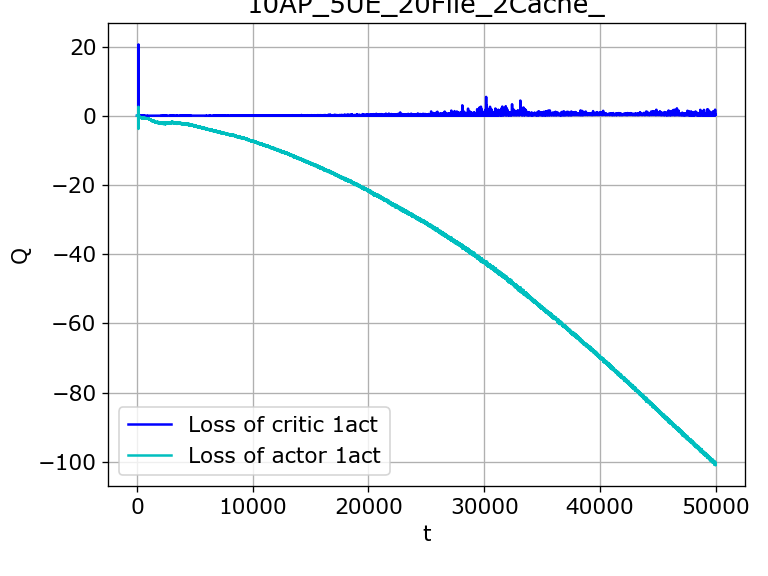 10AP_5UE_20File_2Cache_
20
0
−20
−40
−60
−80
−100
Q
Loss of critic 1act
Loss of actor 1act
0 10000 20000 30000 40000 50000
t